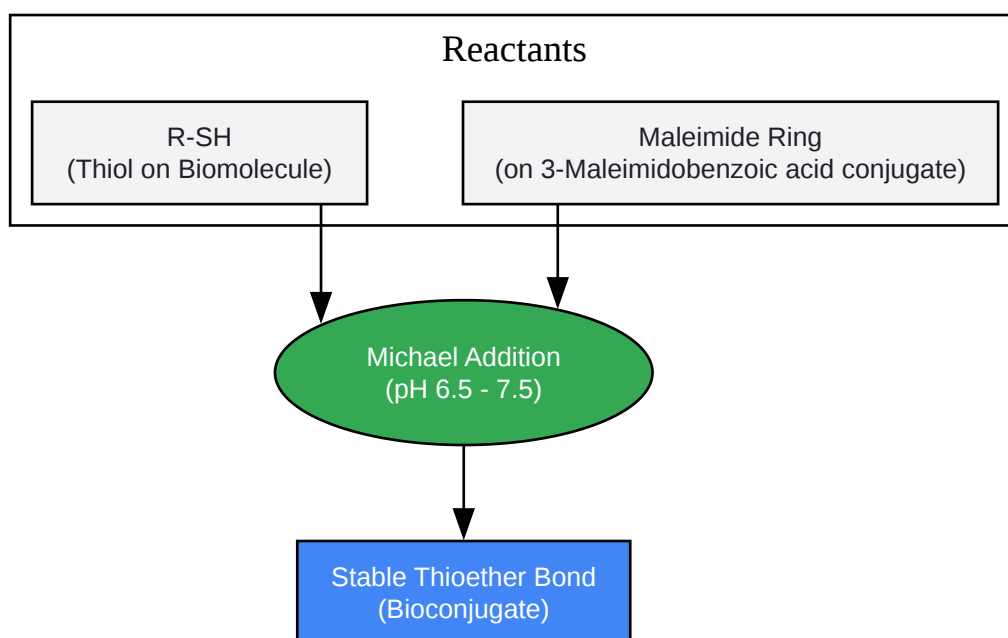 Reactants
R-SH
(Thiol on Biomolecule)
Maleimide Ring
(on 3-Maleimidobenzoic acid conjugate)
Michael Addition
(pH 6.5 - 7.5)
Stable Thioether Bond
(Bioconjugate)